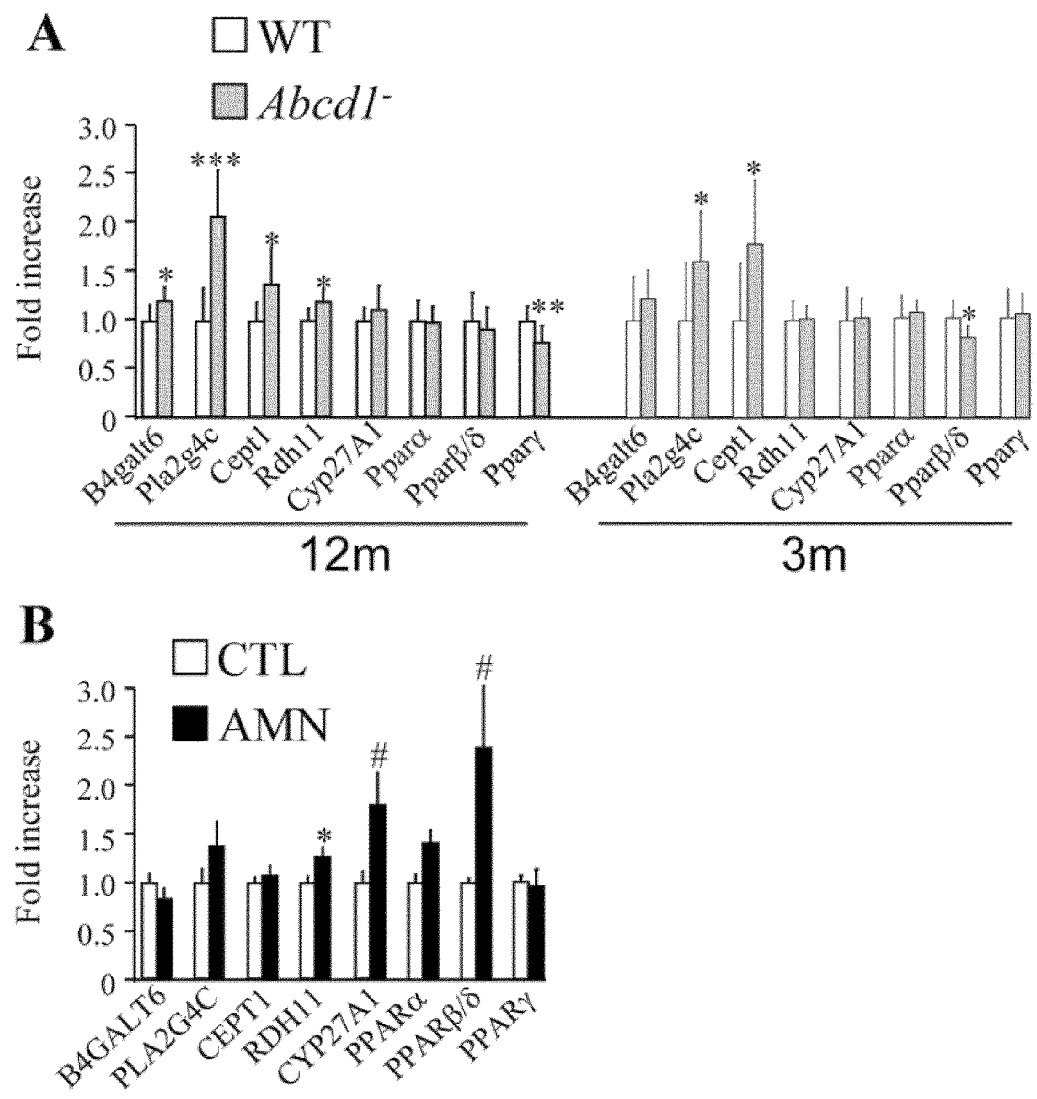 A
WT
Abcd1-
Fold increase
3.0
2.5
2.0
1.5
1.0
0.5
0
*
***
*
*
**
*
*
*
B4galt6
Pla2g4c
Cept1
Rdh11
Cyp27A1
Pparα
Pparβ/δ
Pparγ
B4galt6
Pla2g4c
Cept1
Rdh11
Cyp27A1
Pparα
Pparβ/δ
Pparγ
12m
3m
B
CTL
AMN
Fold increase
3.0
2.5
2.0
1.5
1.0
0.5
0
*
#
#
B4GALT6
PLA2G4C
CEPT1
RDH11
CYP27A1
PPARα
PPARβ/δ
PPARγ